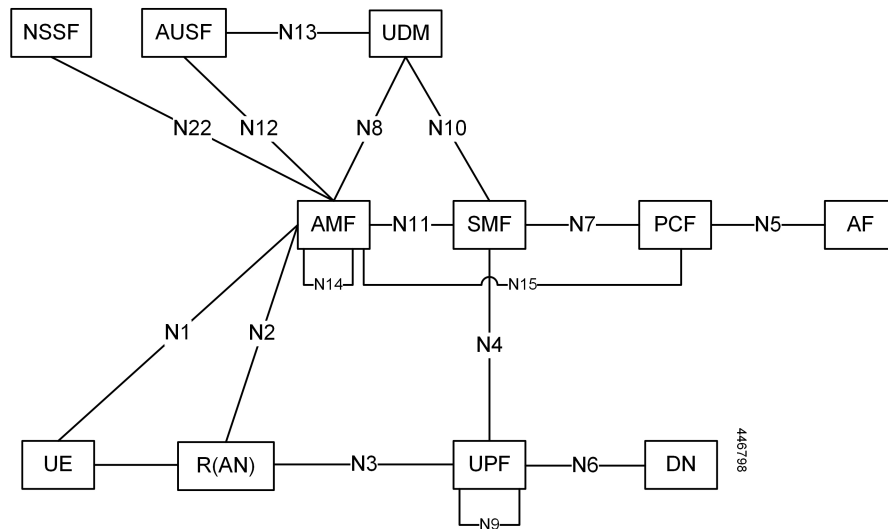 NSSF
AUSF
N13
UDM
N22
N12
N8
N10
AMF
N11
SMF
N7
PCF
N5
AF
N14
N15
N1
N2
N4
UE
R(AN)
N3
UPF
N6
DN
N9
446798